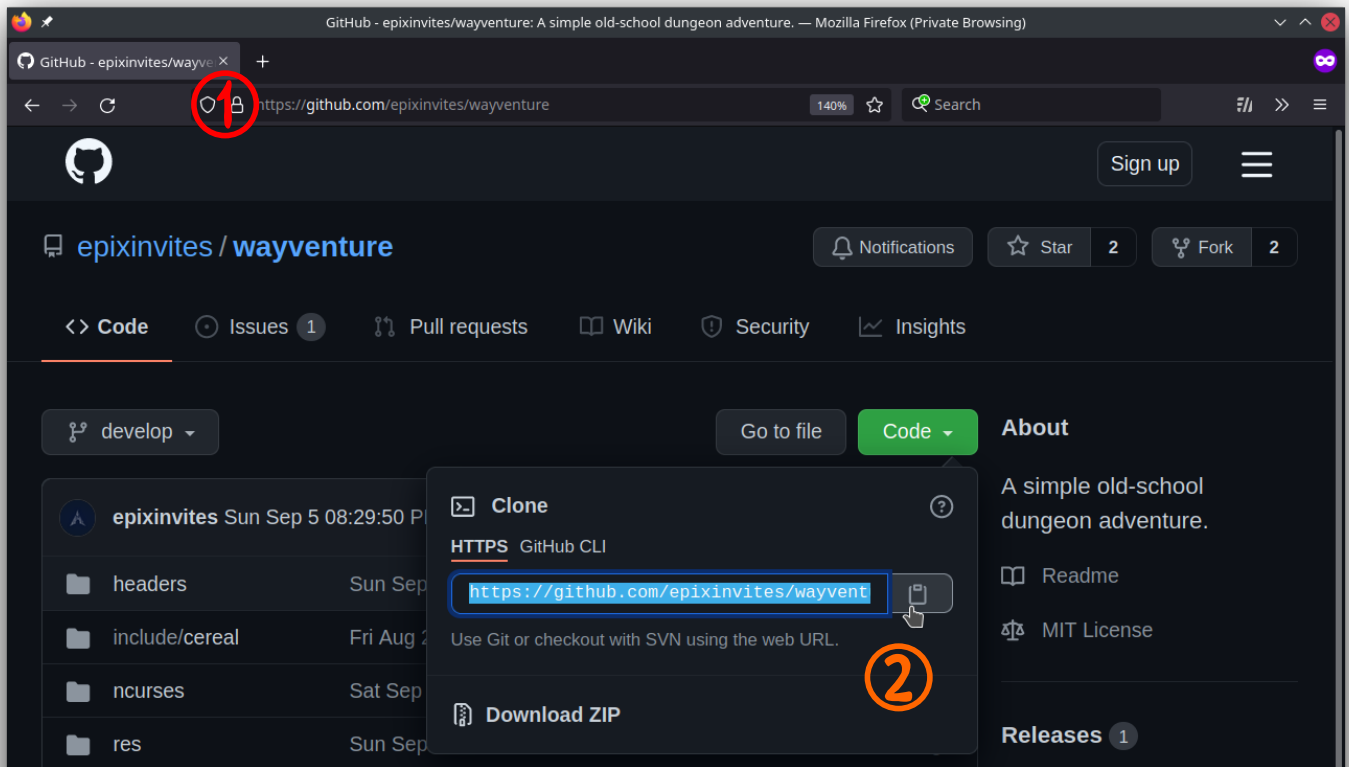 GitHub - epixinvites/wayventure: A simple old-school dungeon adventure. — Mozilla Firefox (Private Browsing)
GitHub - epixinvites/wayve
1
https://github.com/epixinvites/wayventure
140%
Search
Sign up
epixinvites / wayventure
Notifications
Star 2
Fork 2
Code
Issues 1
Pull requests
Wiki
Security
Insights
develop
Go to file
Code
About
A simple old-school
dungeon adventure.
Readme
MIT License
Releases 1
epixinvites Sun Sep 5 08:29:50 P
headers Sun Sep
include/cereal Fri Aug 2
ncurses Sat Sep
res Sun Sep
Clone
HTTPS GitHub CLI
https://github.com/epixinvites/wayvent
Use Git or checkout with SVN using the web URL.
2
Download ZIP